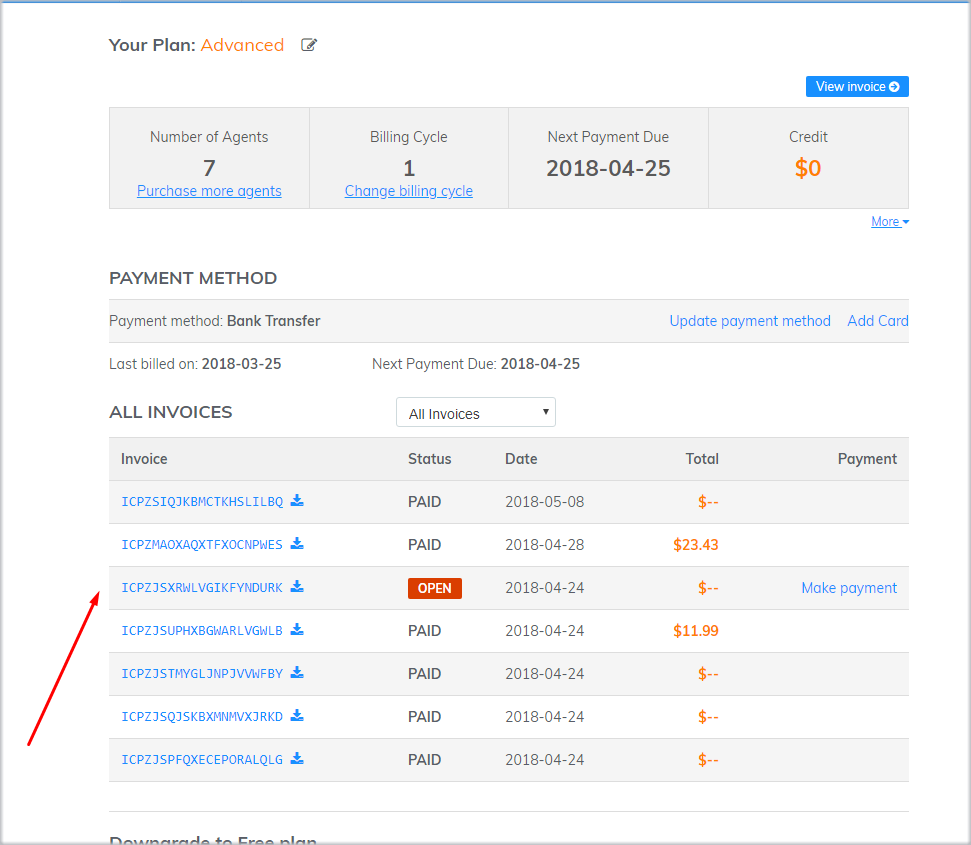 Your Plan: Advanced
View invoice
Number of Agents
7
Purchase more agents
Billing Cycle
1
Change billing cycle
Next Payment Due
2018-04-25
Credit
$0
More
PAYMENT METHOD
Payment method: Bank Transfer Update payment method Add Card
Last billed on: 2018-03-25 Next Payment Due: 2018-04-25
ALL INVOICES All Invoices
Invoice Status Date Total Payment
ICPZSIQJKBMCTKHSLILBQ PAID 2018-05-08 $--
ICPZMAOXAQXTFXOCNPWES PAID 2018-04-28 $23.43
ICPZJSXRWLVGIKFYNDURK OPEN 2018-04-24 $-- Make payment
ICPZJSUPHXBGWARLVGWLB PAID 2018-04-24 $11.99
ICPZJSTMYGLJNPJVVWFBY PAID 2018-04-24 $--
ICPZJSQJSKBXMNMVXJRKD PAID 2018-04-24 $--
ICPZJSPFQXECEPORALQLG PAID 2018-04-24 $--
Downgrade to Free plan